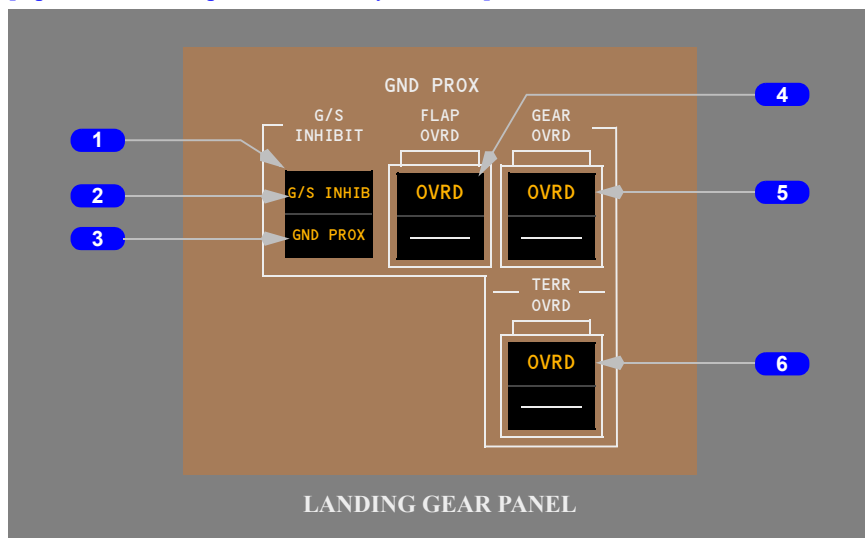 GND PROX
G/S
INHIBIT
FLAP
OVRD
GEAR
OVRD
1
2
3
4
5
6
G/S INHIB
GND PROX
OVRD
OVRD
TERR
OVRD
OVRD
LANDING GEAR PANEL